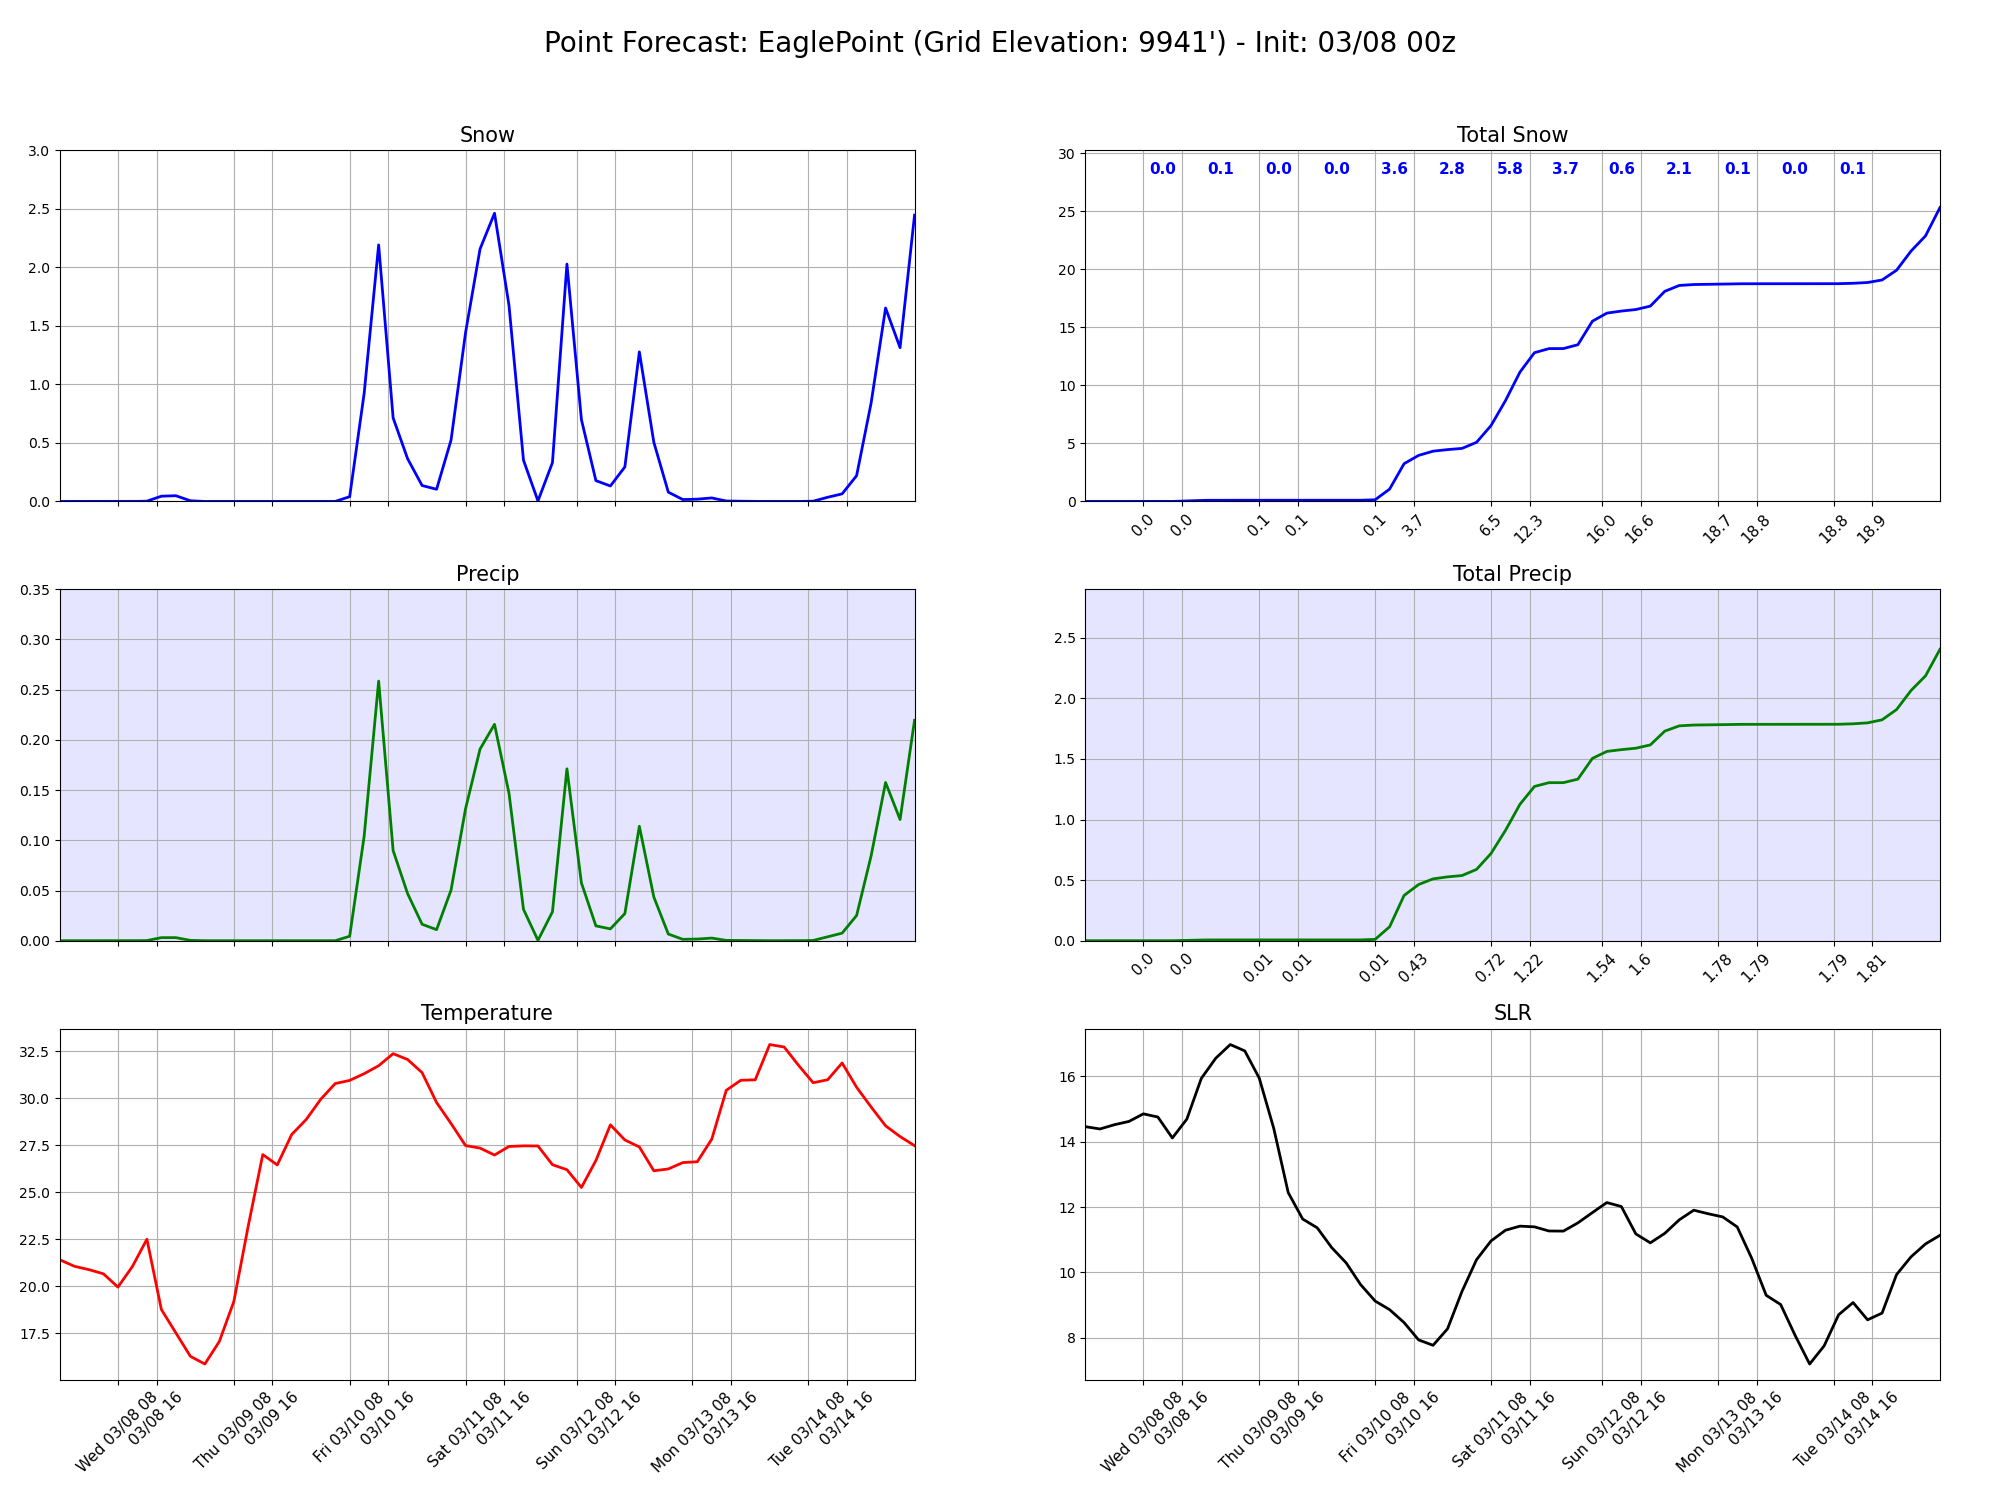 Point Forecast: EaglePoint (Grid Elevation: 9941') - Init: 03/08 00z
Snow
3.0
2.5
2.0
1.5
1.0
0.5
0.0
Total Snow
30
25
20
15
10
5
0
0.0 0.1 0.0 0.0 3.6 2.8 5.8 3.7 0.6 2.1 0.1 0.0 0.1
0.0 0.0 0.1 0.1 0.1 3.7 6.5 12.3 16.0 16.6 18.7 18.8 18.8 18.9
Precip
0.35
0.30
0.25
0.20
0.15
0.10
0.05
0.00
Total Precip
2.5
2.0
1.5
1.0
0.5
0.0
0.0 0.0 0.01 0.01 0.01 0.43 0.72 1.22 1.54 1.6 1.78 1.79 1.79 1.81
Temperature
32.5
30.0
27.5
25.0
22.5
20.0
17.5
Wed 03/08 08
03/08 16
Thu 03/09 08
03/09 16
Fri 03/10 08
03/10 16
Sat 03/11 08
03/11 16
Sun 03/12 08
03/12 16
Mon 03/13 08
03/13 16
Tue 03/14 08
03/14 16
SLR
16
14
12
10
8
Wed 03/08 08
03/08 16
Thu 03/09 08
03/09 16
Fri 03/10 08
03/10 16
Sat 03/11 08
03/11 16
Sun 03/12 08
03/12 16
Mon 03/13 08
03/13 16
Tue 03/14 08
03/14 16